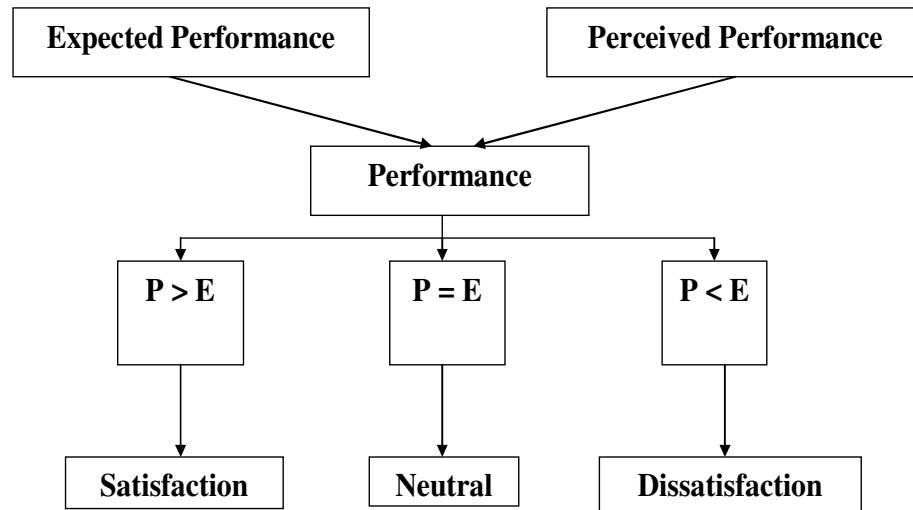 Expected Performance
Perceived Performance
Performance
P > E
P = E
P < E
Satisfaction
Neutral
Dissatisfaction